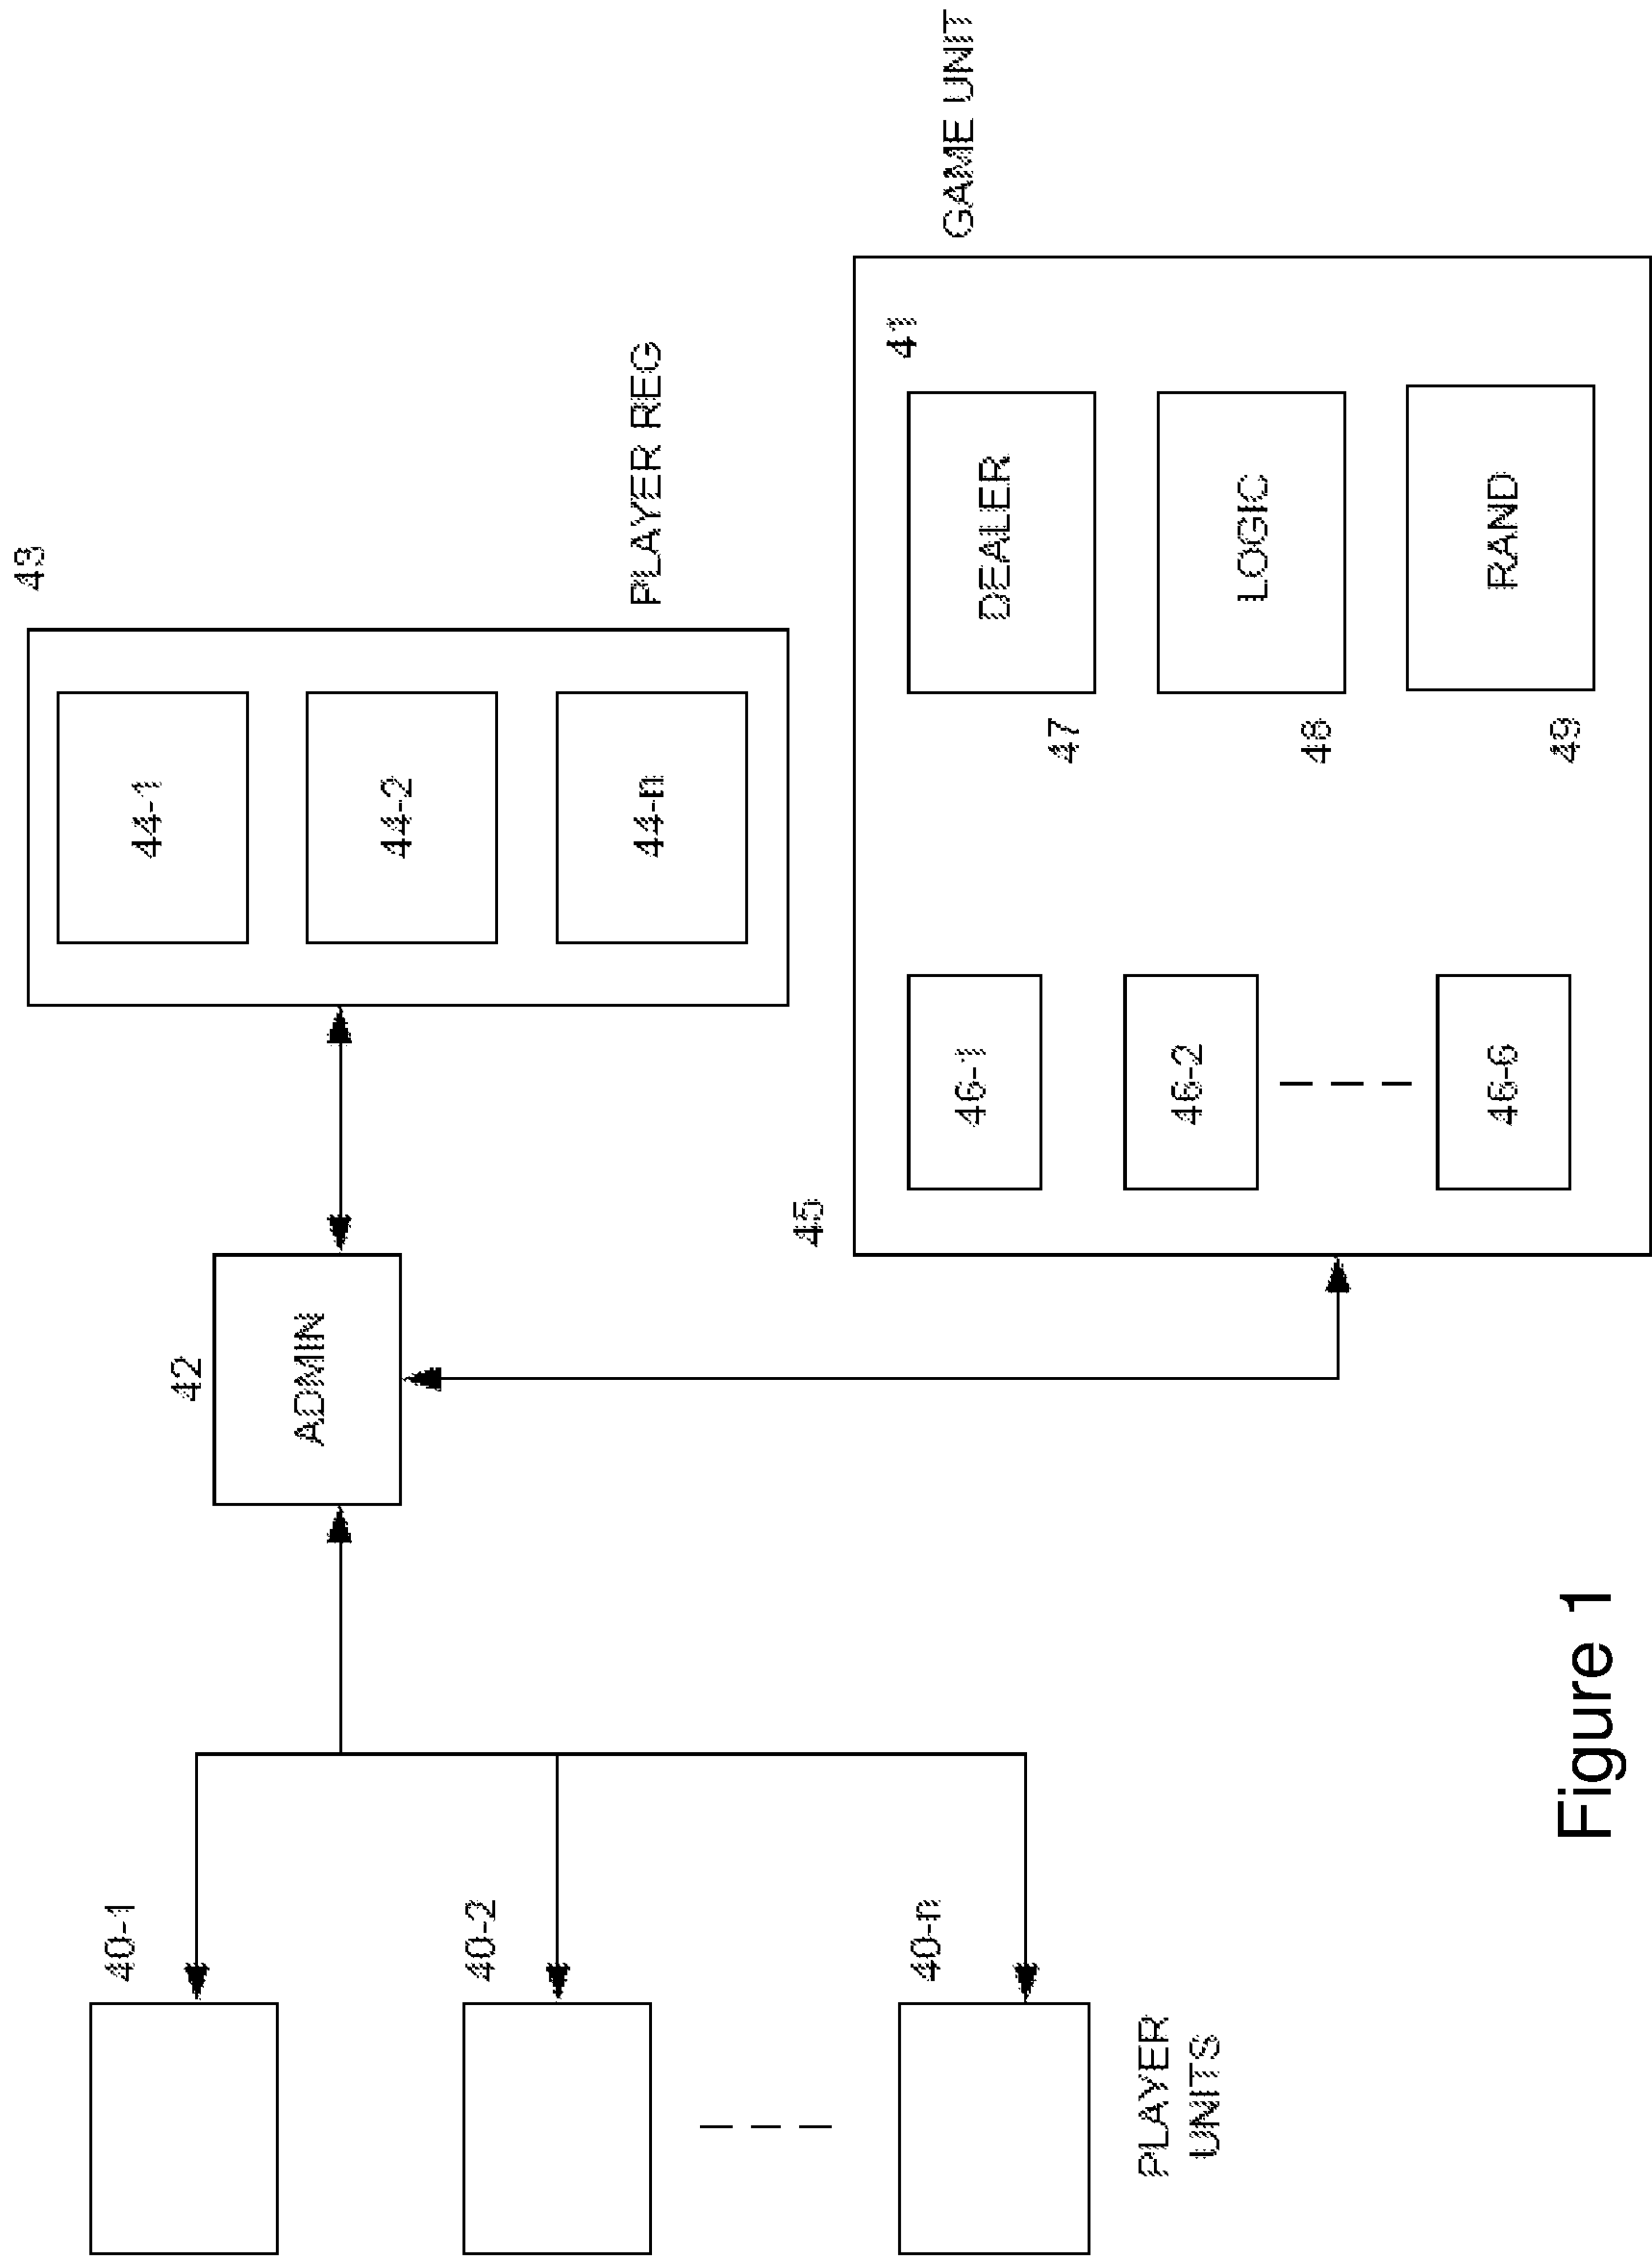 43
44-1
44-2
44-n
PLAYER REG
42
ADMIN
40-1
40-2
40-n
PLAYER
UNITS
GAME UNIT
45
41
46-1
46-2
46-6
DEALER
47
LOGIC
48
RAND
49
Figure 1